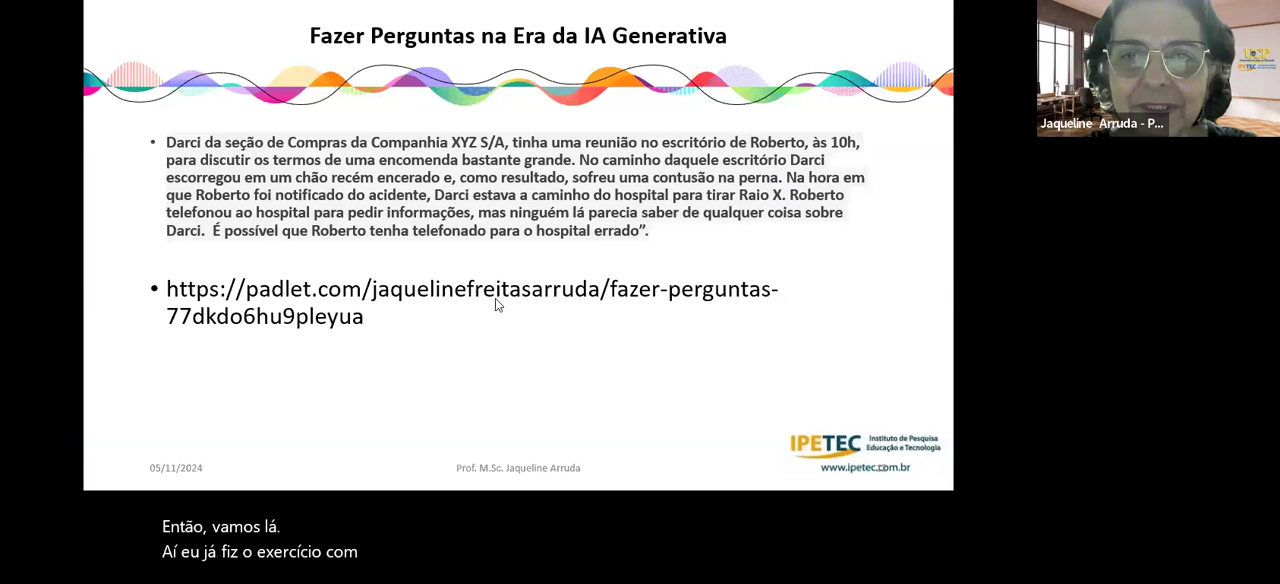 Fazer Perguntas na Era da IA Generativa
• Darci da seção de Compras da Companhia XYZ S/A, tinha uma reunião no escritório de Roberto, às 10h,
para discutir os termos de uma encomenda bastante grande. No caminho daquele escritório Darci
escorregou em um chão recém encerado e, como resultado, sofreu uma contusão na perna. Na hora em
que Roberto foi notificado do acidente, Darci estava a caminho do hospital para tirar Raio X. Roberto
telefonou ao hospital para pedir informações, mas ninguém lá parecia saber de qualquer coisa sobre
Darci. É possível que Roberto tenha telefonado para o hospital errado”.
• https://padlet.com/jaquelinefreitasarruda/fazer-perguntas-
77dkdo6hu9pleyua
IPETEC Instituto de Pesquisa
Educação e Tecnologia
www.ipetec.com.br
05/11/2024
Prof. M.Sc. Jaqueline Arruda
Jaqueline Arruda - P...
IPETEC
Então, vamos lá.
Aí eu já fiz o exercício com